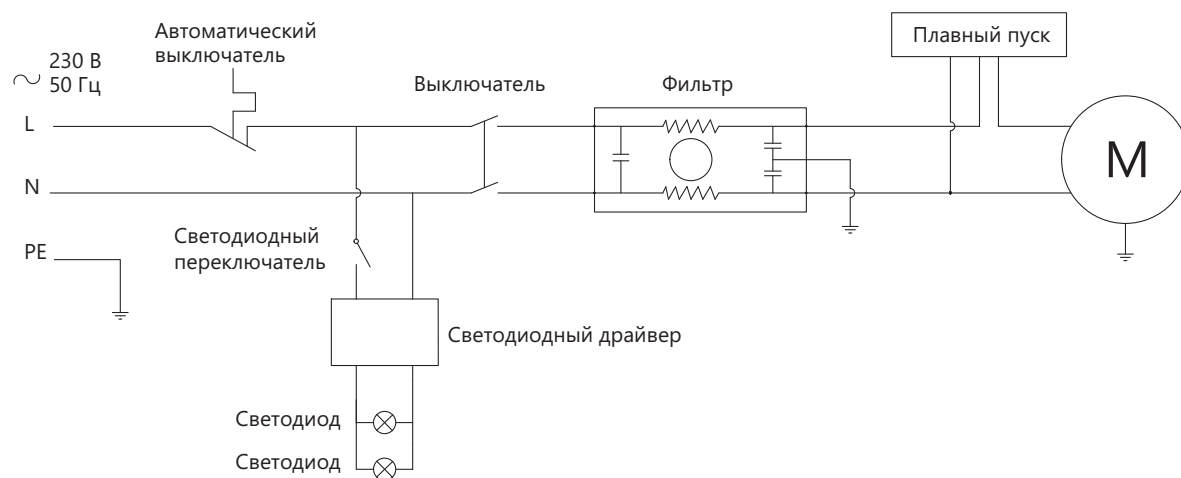 Автоматический
выключатель
230 В
50 Гц
Плавный пуск
Выключатель
Фильтр
L
N
M
Светодиодный
переключатель
PE
Светодиодный драйвер
Светодиод
Светодиод